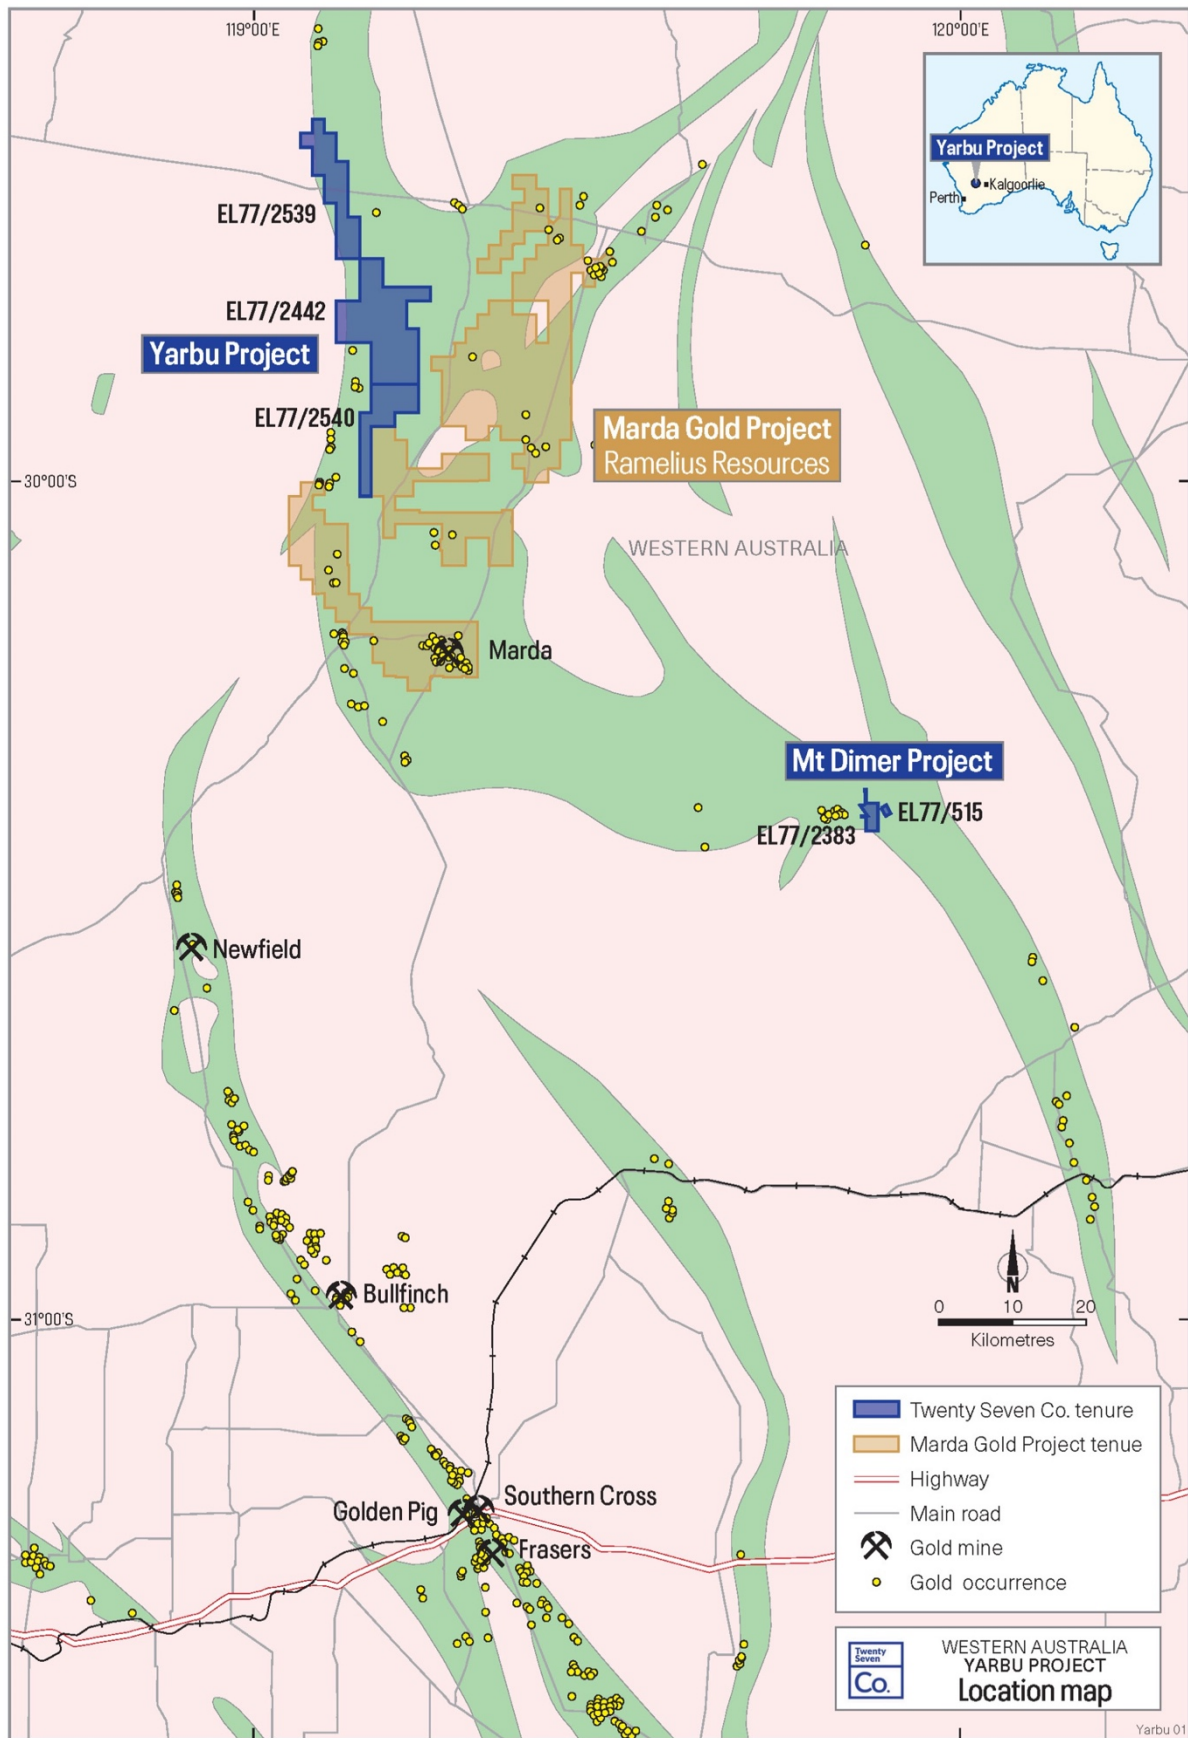 119°00'E
120°00'E
Yarbu Project
Kalgoorlie
Perth
EL77/2539
EL77/2442
Yarbu Project
EL77/2540
Marda Gold Project
Ramelius Resources
30°00'S
WESTERN AUSTRALIA
Marda
Mt Dimer Project
EL77/515
EL77/2383
Newfield
N
Bullfinch
0 10 20
Kilometres
31°00'S
Twenty Seven Co. tenure
Marda Gold Project tenue
Highway
Main road
Gold mine
Gold occurrence
Southern Cross
Golden Pig
Frasers
Twenty
Seven
Co.
WESTERN AUSTRALIA
YARBU PROJECT
Location map
Yarbu 01